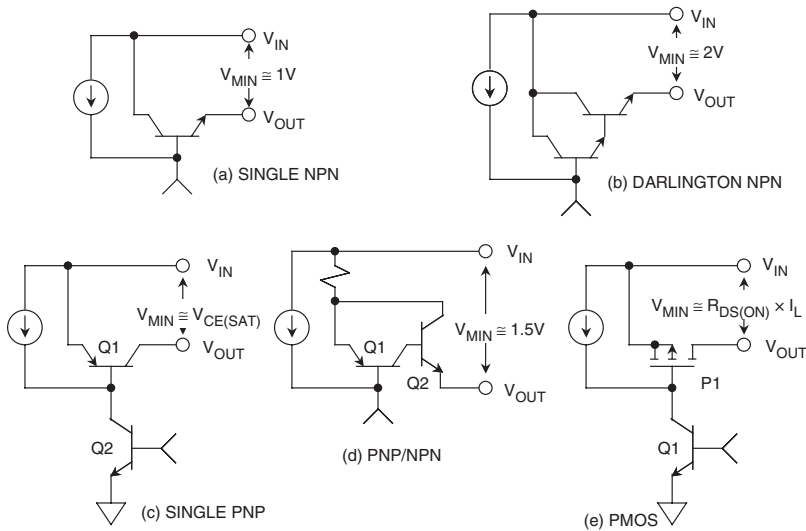 V_IN
V_MIN ≅ 1V
V_OUT
(a) SINGLE NPN
V_IN
V_MIN ≅ 2V
V_OUT
(b) DARLINGTON NPN
V_IN
V_MIN ≅ V_CE(SAT)
Q1
V_OUT
Q2
(c) SINGLE PNP
V_IN
V_MIN ≅ 1.5V
Q1
Q2
V_OUT
(d) PNP/NPN
V_IN
V_MIN ≅ R_DS(ON) × I_L
V_OUT
P1
Q1
(e) PMOS